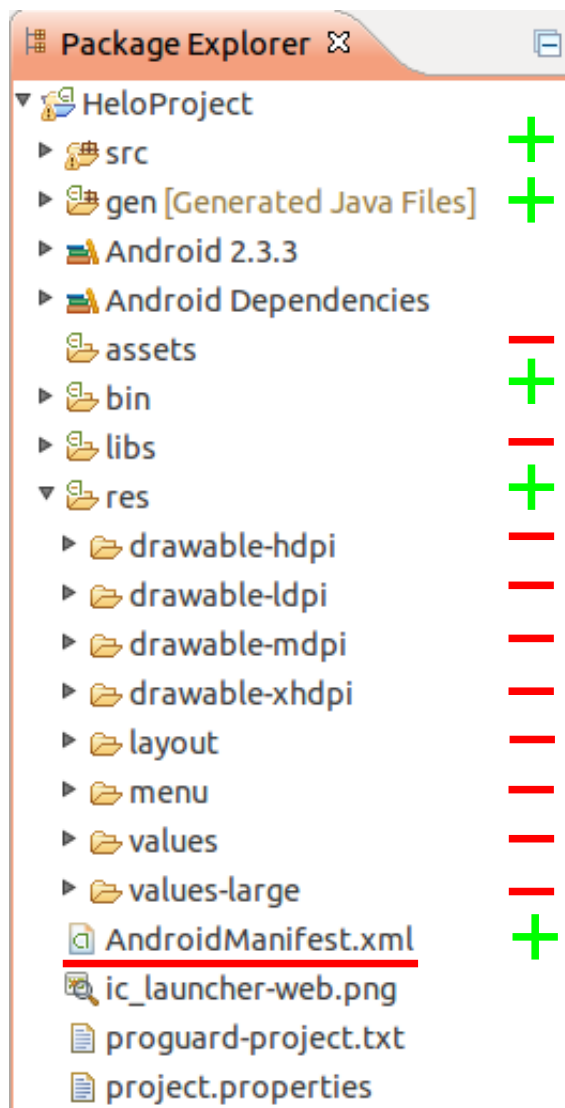 Package Explorer
HeloProject
src
gen [Generated Java Files]
Android 2.3.3
Android Dependencies
assets
bin
libs
res
drawable-hdpi
drawable-ldpi
drawable-mdpi
drawable-xhdpi
layout
menu
values
values-large
AndroidManifest.xml
ic_launcher-web.png
proguard-project.txt
project.properties